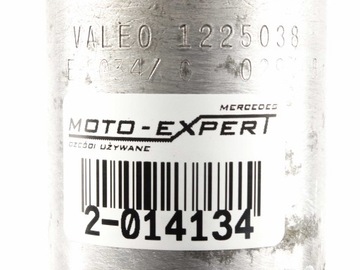 VALEO 1225038
MERCEDES
MOTO-EXPERT
CZĘŚCI UŻYWANE
2-014134